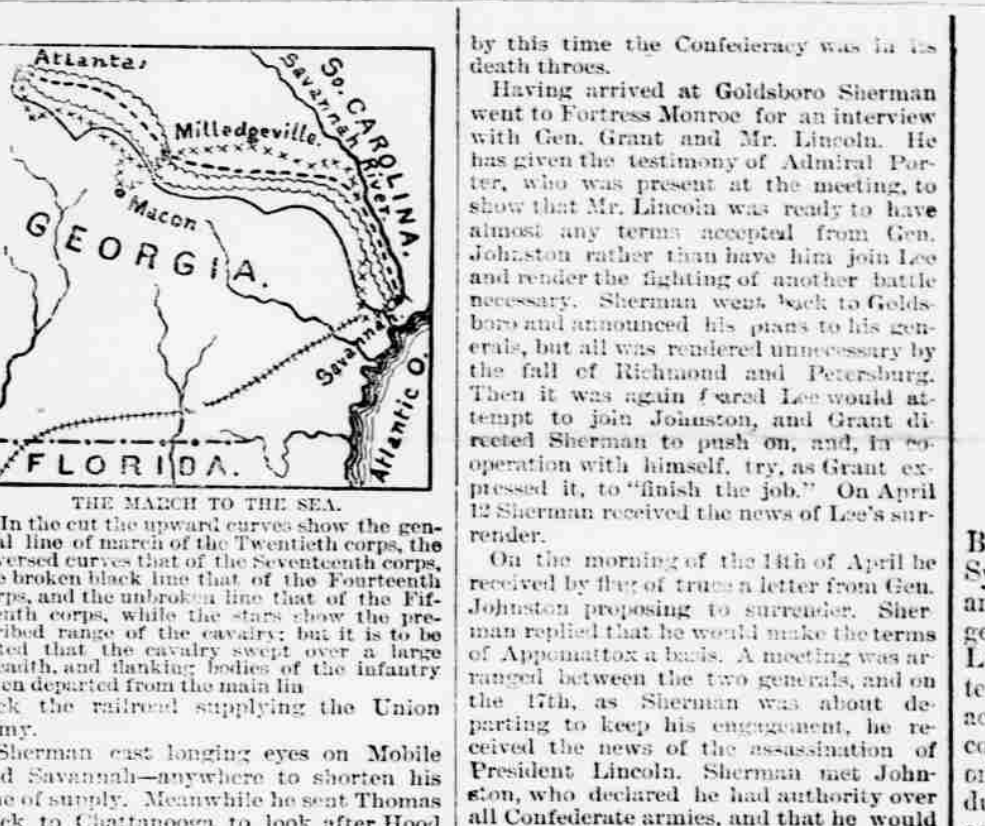 Atlanta,
So. CAROLINA.
Savannah River.
Milledgeville.
Macon
GEORGIA.
Savannah
Atlantic O.
FLORIDA.
THE MARCH TO THE SEA.
In the cut the upward curves show the gen-
al line of march of the Twentieth corps, the
versed curves that of the Seventeenth corps,
e broken black line that of the Fourteenth
rps, and the unbroken line that of the Fif-
enth corps, while the stars show the pre-
ribed range of the cavalry; but it is to be
ted that the cavalry swept over a large
eadth, and flanking bodies of the infantry
en departed from the main lin
ck the railroad supplying the Union
my.
Sherman cast longing eyes on Mobile
d Savannah—anywhere to shorten his
e of supply. Meanwhile he sent Thomas
ck to Chattanooga to look after Hood
by this time the Confederacy was in its
death throes.
Having arrived at Goldsboro Sherman
went to Fortress Monroe for an interview
with Gen. Grant and Mr. Lincoln. He
has given the testimony of Admiral Por-
ter, who was present at the meeting, to
show that Mr. Lincoln was ready to have
almost any terms accepted from Gen.
Johnston rather than have him join Lee
and render the fighting of another battle
necessary. Sherman went back to Golds-
boro and announced his plans to his gen-
erals, but all was rendered unnecessary by
the fall of Richmond and Petersburg.
Then it was again feared Lee would at-
tempt to join Johnston, and Grant di-
rected Sherman to push on, and, in co-
operation with himself, try, as Grant ex-
pressed it, to "finish the job." On April
12 Sherman received the news of Lee's sur-
render.
On the morning of the 14th of April he
received by flag of truce a letter from Gen.
Johnston proposing to surrender. Sher-
man replied that he would make the terms
of Appomattox a basis. A meeting was ar-
ranged between the two generals, and on
the 17th, as Sherman was about de-
parting to keep his engagement, he re-
ceived the news of the assassination of
President Lincoln. Sherman met John-
ston, who declared he had authority over
all Confederate armies, and that he would
B
S
an
ge
L
te
ac
co
on
du